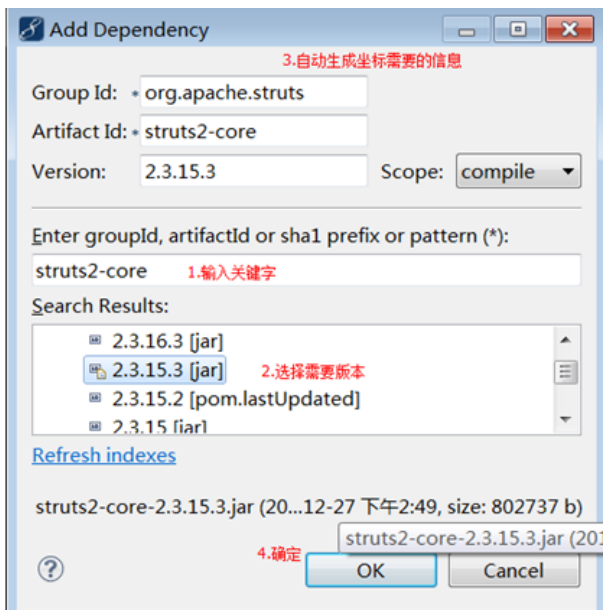 Add Dependency
3.自动生成坐标需要的信息
Group Id: * org.apache.struts
Artifact Id: * struts2-core
Version: 2.3.15.3 Scope: compile
Enter groupId, artifactId or sha1 prefix or pattern (*):
struts2-core 1.输入关键字
Search Results:
2.3.16.3 [jar]
2.3.15.3 [jar] 2.选择需要版本
2.3.15.2 [pom.lastUpdated]
2.3.15 [jar]
Refresh indexes
struts2-core-2.3.15.3.jar (20...12-27 下午2:49, size: 802737 b)
struts2-core-2.3.15.3.jar (201
4.确定 OK Cancel